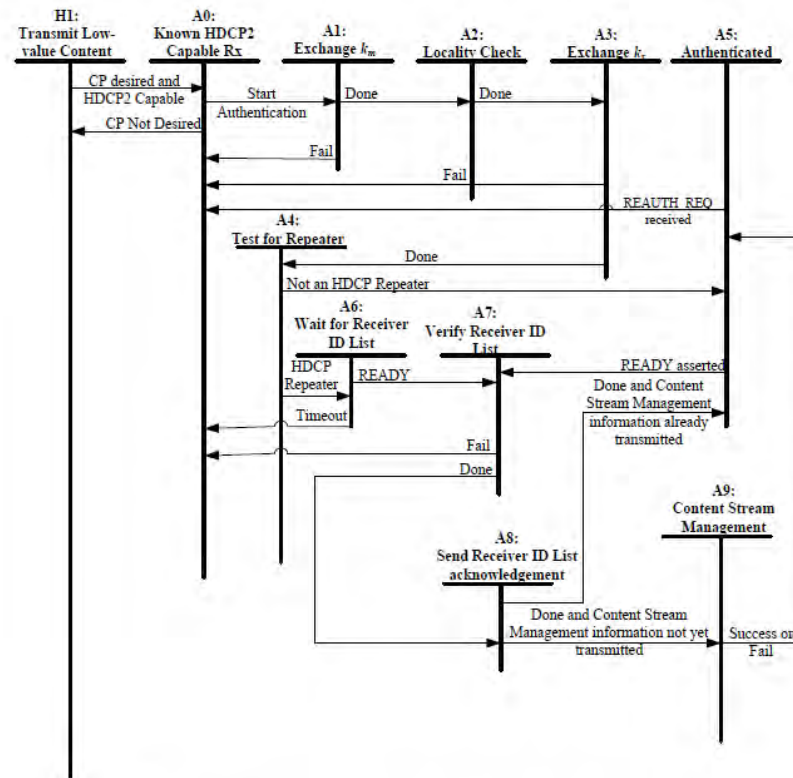 H1:
Transmit Low-
value Content
A0:
Known HDCP2
Capable Rx
A1:
Exchange km
A2:
Locality Check
A3:
Exchange ks
A5:
Authenticated
CP desired and
HDCP2 Capable
Start
Authentication
Done
Done
CP Not Desired
Fail
Fail
REAUTH_REQ
received
A4:
Test for Repeater
Done
Not an HDCP Repeater
A6:
Wait for Receiver
ID List
A7:
Verify Receiver ID
List
HDCP
Repeater
READY
READY asserted
Done and Content
Stream Management
information already
transmitted
Timeout
Fail
Done
A9:
Content Stream
Management
A8:
Send Receiver ID List
acknowledgement
Done and Content Stream
Management information not yet
transmitted
Success or
Fail